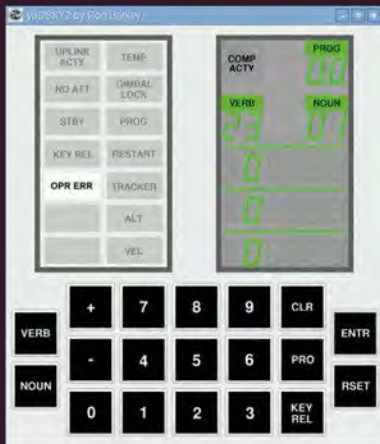 yaDSKY2 by Ron Burkey
UPLINK ACTY TEMP
NO ATT GIMBAL LOCK
STBY PROG
KEY REL RESTART
OPR ERR TRACKER
ALT
VEL
COMP ACTY PROG
00
VERB NOUN
23 07
0
0
0
+ 7 8 9 CLR
VERB ENTR
- 4 5 6 PRO
NOUN RSET
0 1 2 3 KEY REL